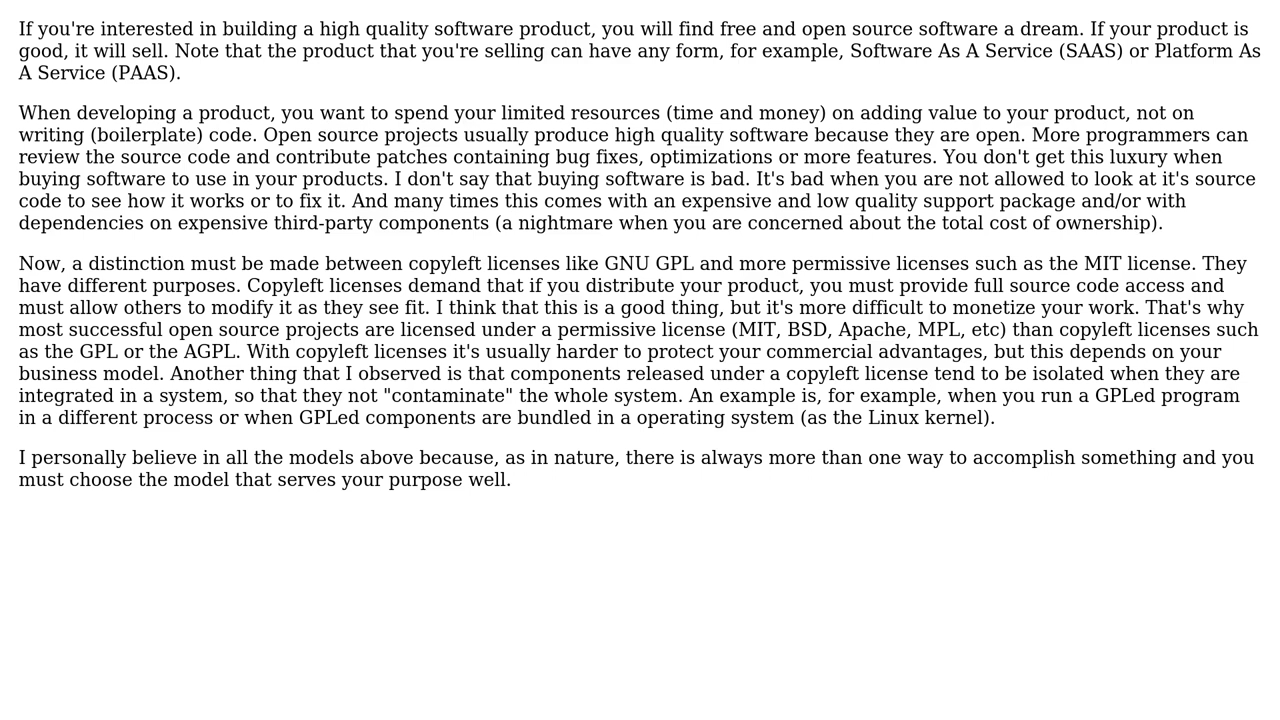 If you're interested in building a high quality software product, you will find free and open source software a dream. If your product is
good, it will sell. Note that the product that you're selling can have any form, for example, Software As A Service (SAAS) or Platform As
A Service (PAAS).
When developing a product, you want to spend your limited resources (time and money) on adding value to your product, not on
writing (boilerplate) code. Open source projects usually produce high quality software because they are open. More programmers can
review the source code and contribute patches containing bug fixes, optimizations or more features. You don't get this luxury when
buying software to use in your products. I don't say that buying software is bad. It's bad when you are not allowed to look at it's source
code to see how it works or to fix it. And many times this comes with an expensive and low quality support package and/or with
dependencies on expensive third-party components (a nightmare when you are concerned about the total cost of ownership).
Now, a distinction must be made between copyleft licenses like GNU GPL and more permissive licenses such as the MIT license. They
have different purposes. Copyleft licenses demand that if you distribute your product, you must provide full source code access and
must allow others to modify it as they see fit. I think that this is a good thing, but it's more difficult to monetize your work. That's why
most successful open source projects are licensed under a permissive license (MIT, BSD, Apache, MPL, etc) than copyleft licenses such
as the GPL or the AGPL. With copyleft licenses it's usually harder to protect your commercial advantages, but this depends on your
business model. Another thing that I observed is that components released under a copyleft license tend to be isolated when they are
integrated in a system, so that they not "contaminate" the whole system. An example is, for example, when you run a GPLed program
in a different process or when GPLed components are bundled in a operating system (as the Linux kernel).
I personally believe in all the models above because, as in nature, there is always more than one way to accomplish something and you
must choose the model that serves your purpose well.